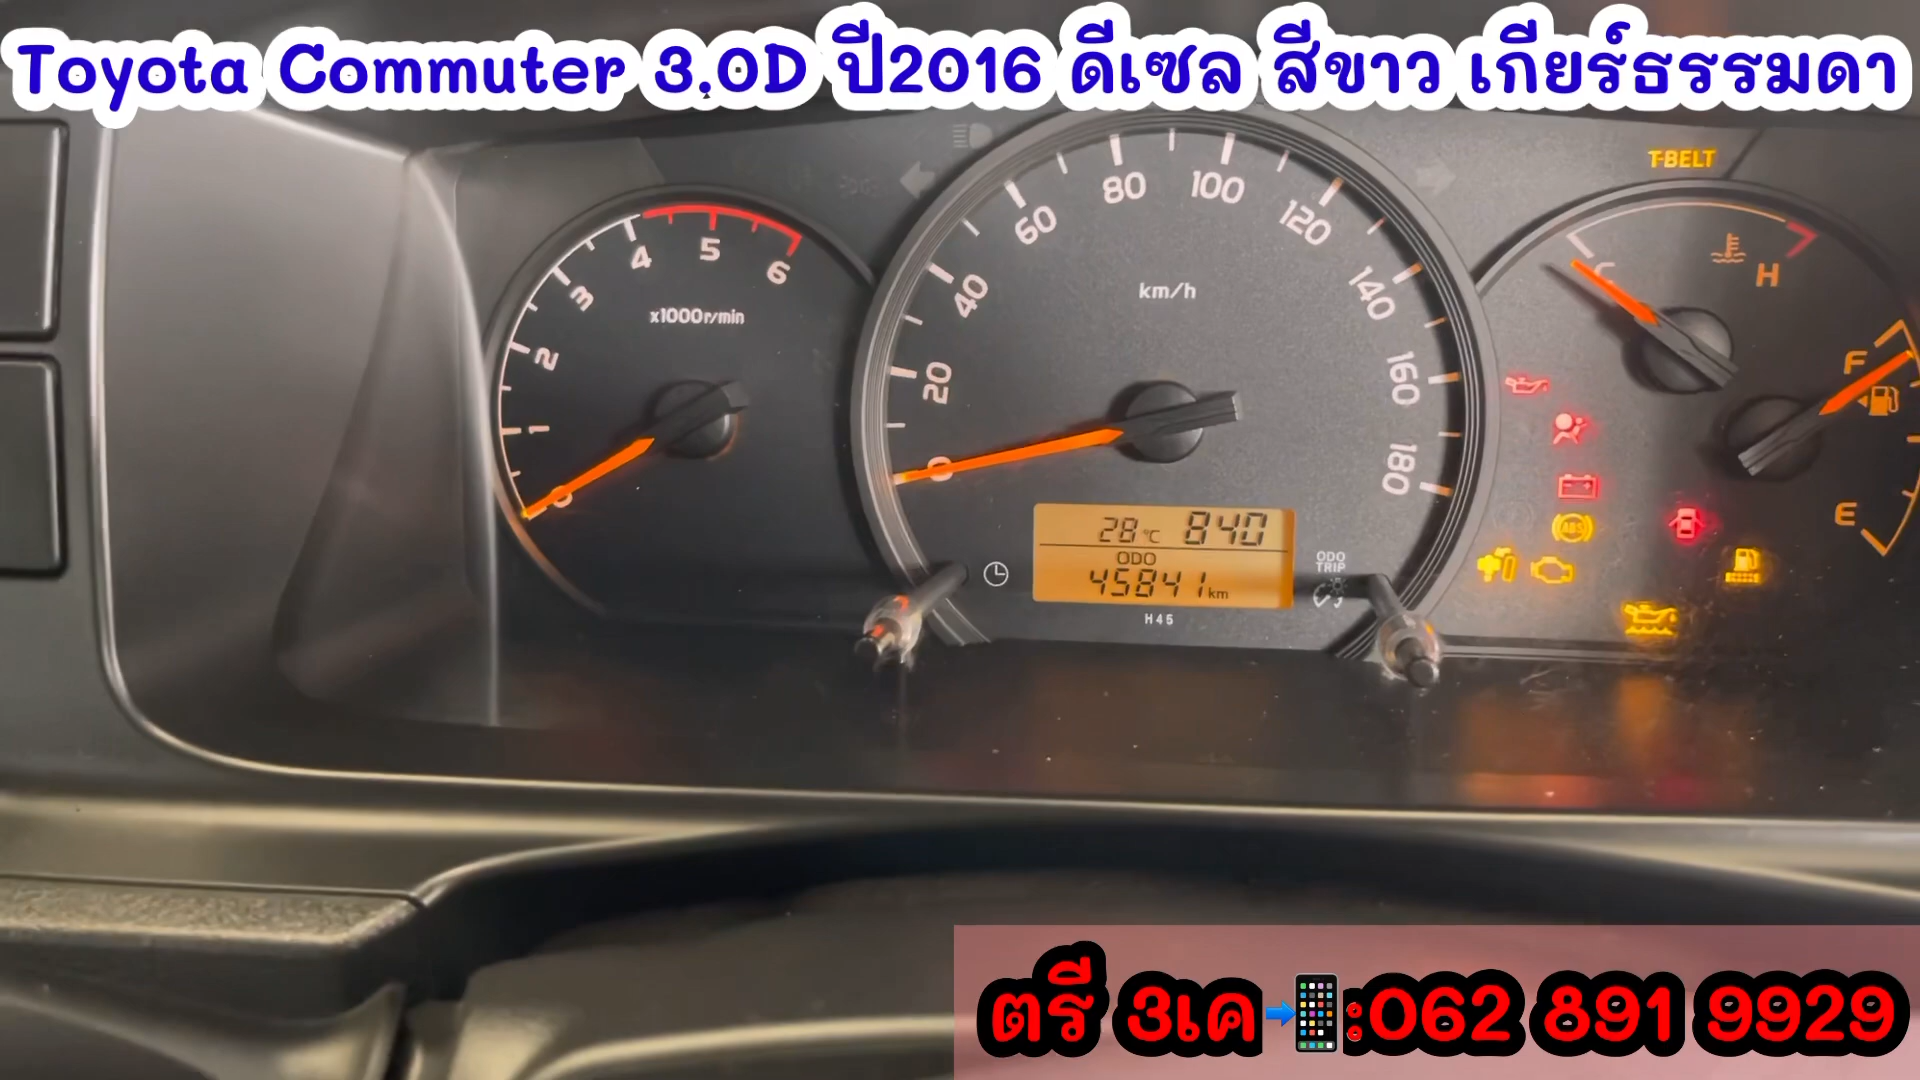 Toyota Commuter 3.0D ปี2016 ดีเซล สีขาว เกียร์ธรรมดา
T-BELT
0 1 2 3 4 5 6
x1000r/min
0 20 40 60 80 100 120 140 160 180
km/h
C H
F
E
ABS
28°C 840
ODO
45841km
ODO
TRIP
H45
ตรี 3เค📲:062 891 9929